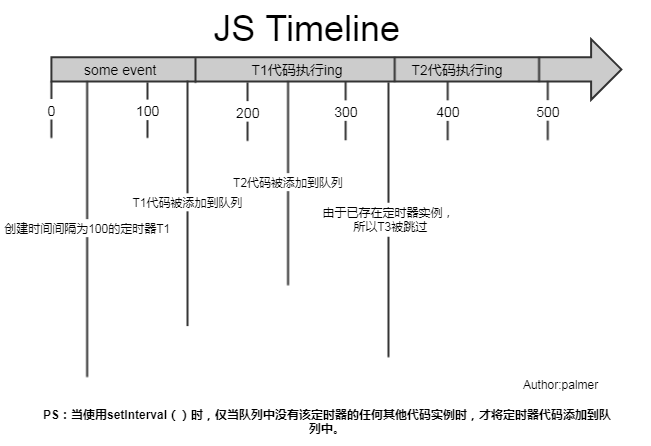 JS Timeline
some event
T1代码执行ing
T2代码执行ing
0
100
200
300
400
500
T2代码被添加到队列
T1代码被添加到队列
由于已存在定时器实例，
所以T3被跳过
创建时间间隔为100的定时器T1
Author:palmer
PS：当使用setInterval（ ）时，仅当队列中没有该定时器的任何其他代码实例时，才将定时器代码添加到队
列中。